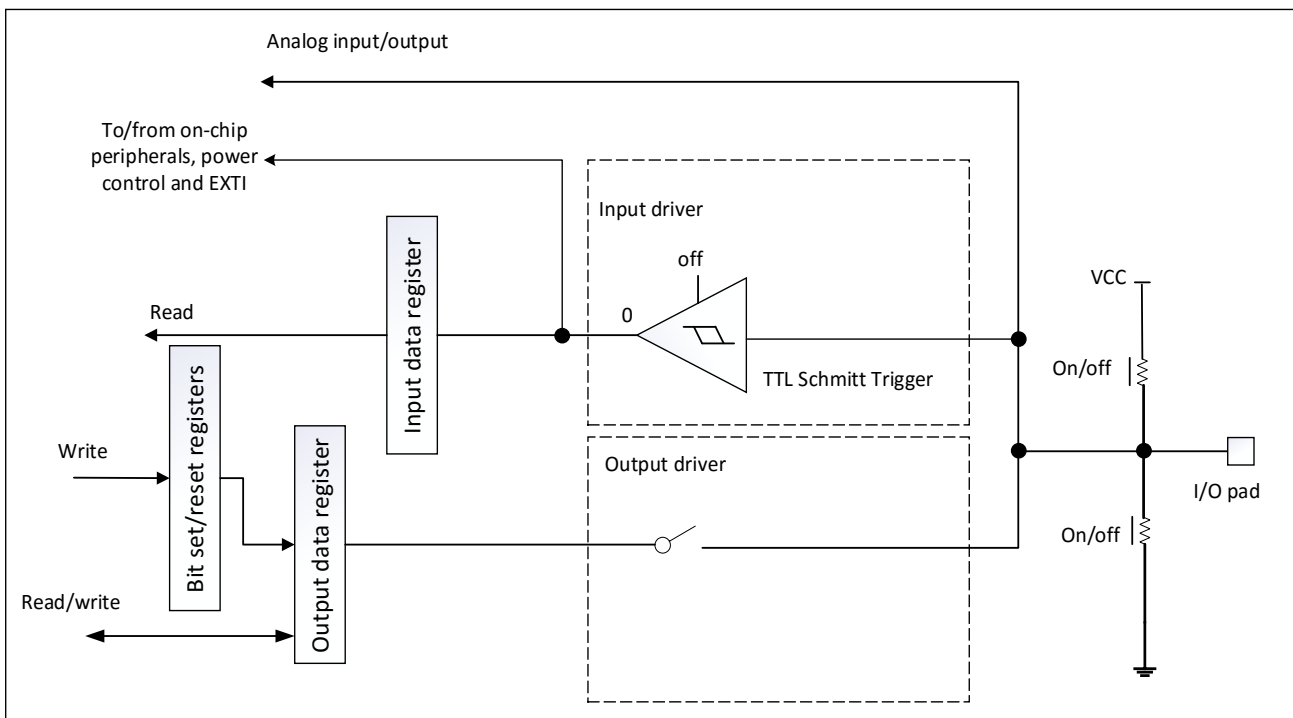 Analog input/output
To/from on-chip
peripherals, power
control and EXTI
Input driver
off
0
TTL Schmitt Trigger
Input data register
Read
VCC
On/off
Bit set/reset registers
Write
Output data register
Output driver
I/O pad
On/off
Read/write